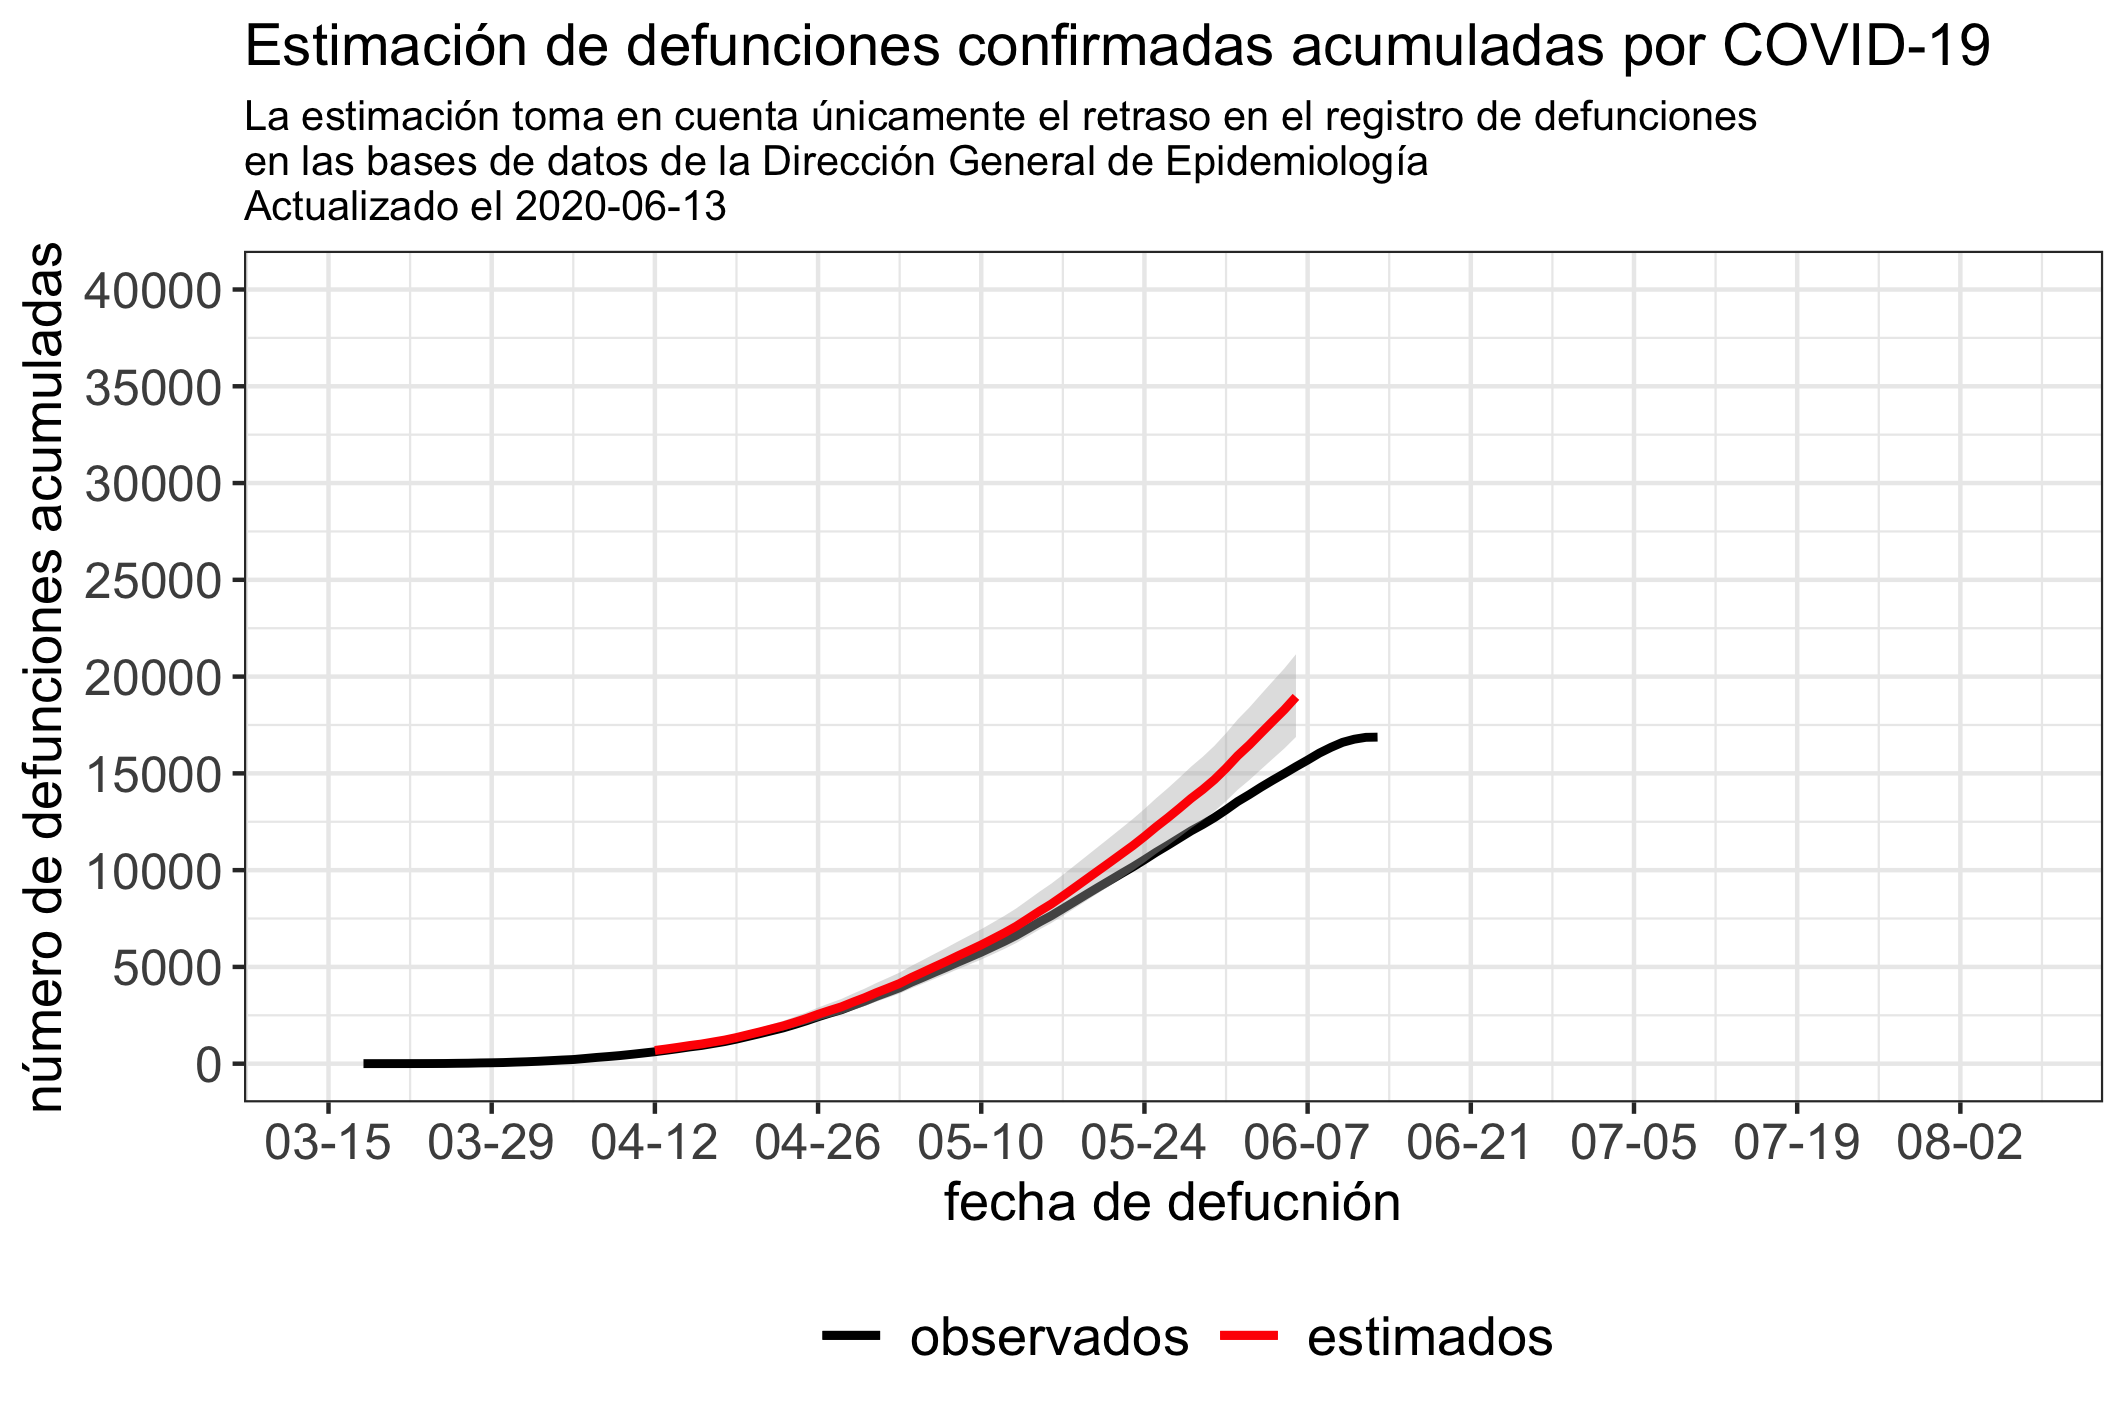 Estimación de defunciones confirmadas acumuladas por COVID-19
La estimación toma en cuenta únicamente el retraso en el registro de defunciones
en las bases de datos de la Dirección General de Epidemiología
Actualizado el 2020-06-13
número de defunciones acumuladas
40000
35000
30000
25000
20000
15000
10000
5000
0
03-15 03-29 04-12 04-26 05-10 05-24 06-07 06-21 07-05 07-19 08-02
fecha de defucnión
observados estimados